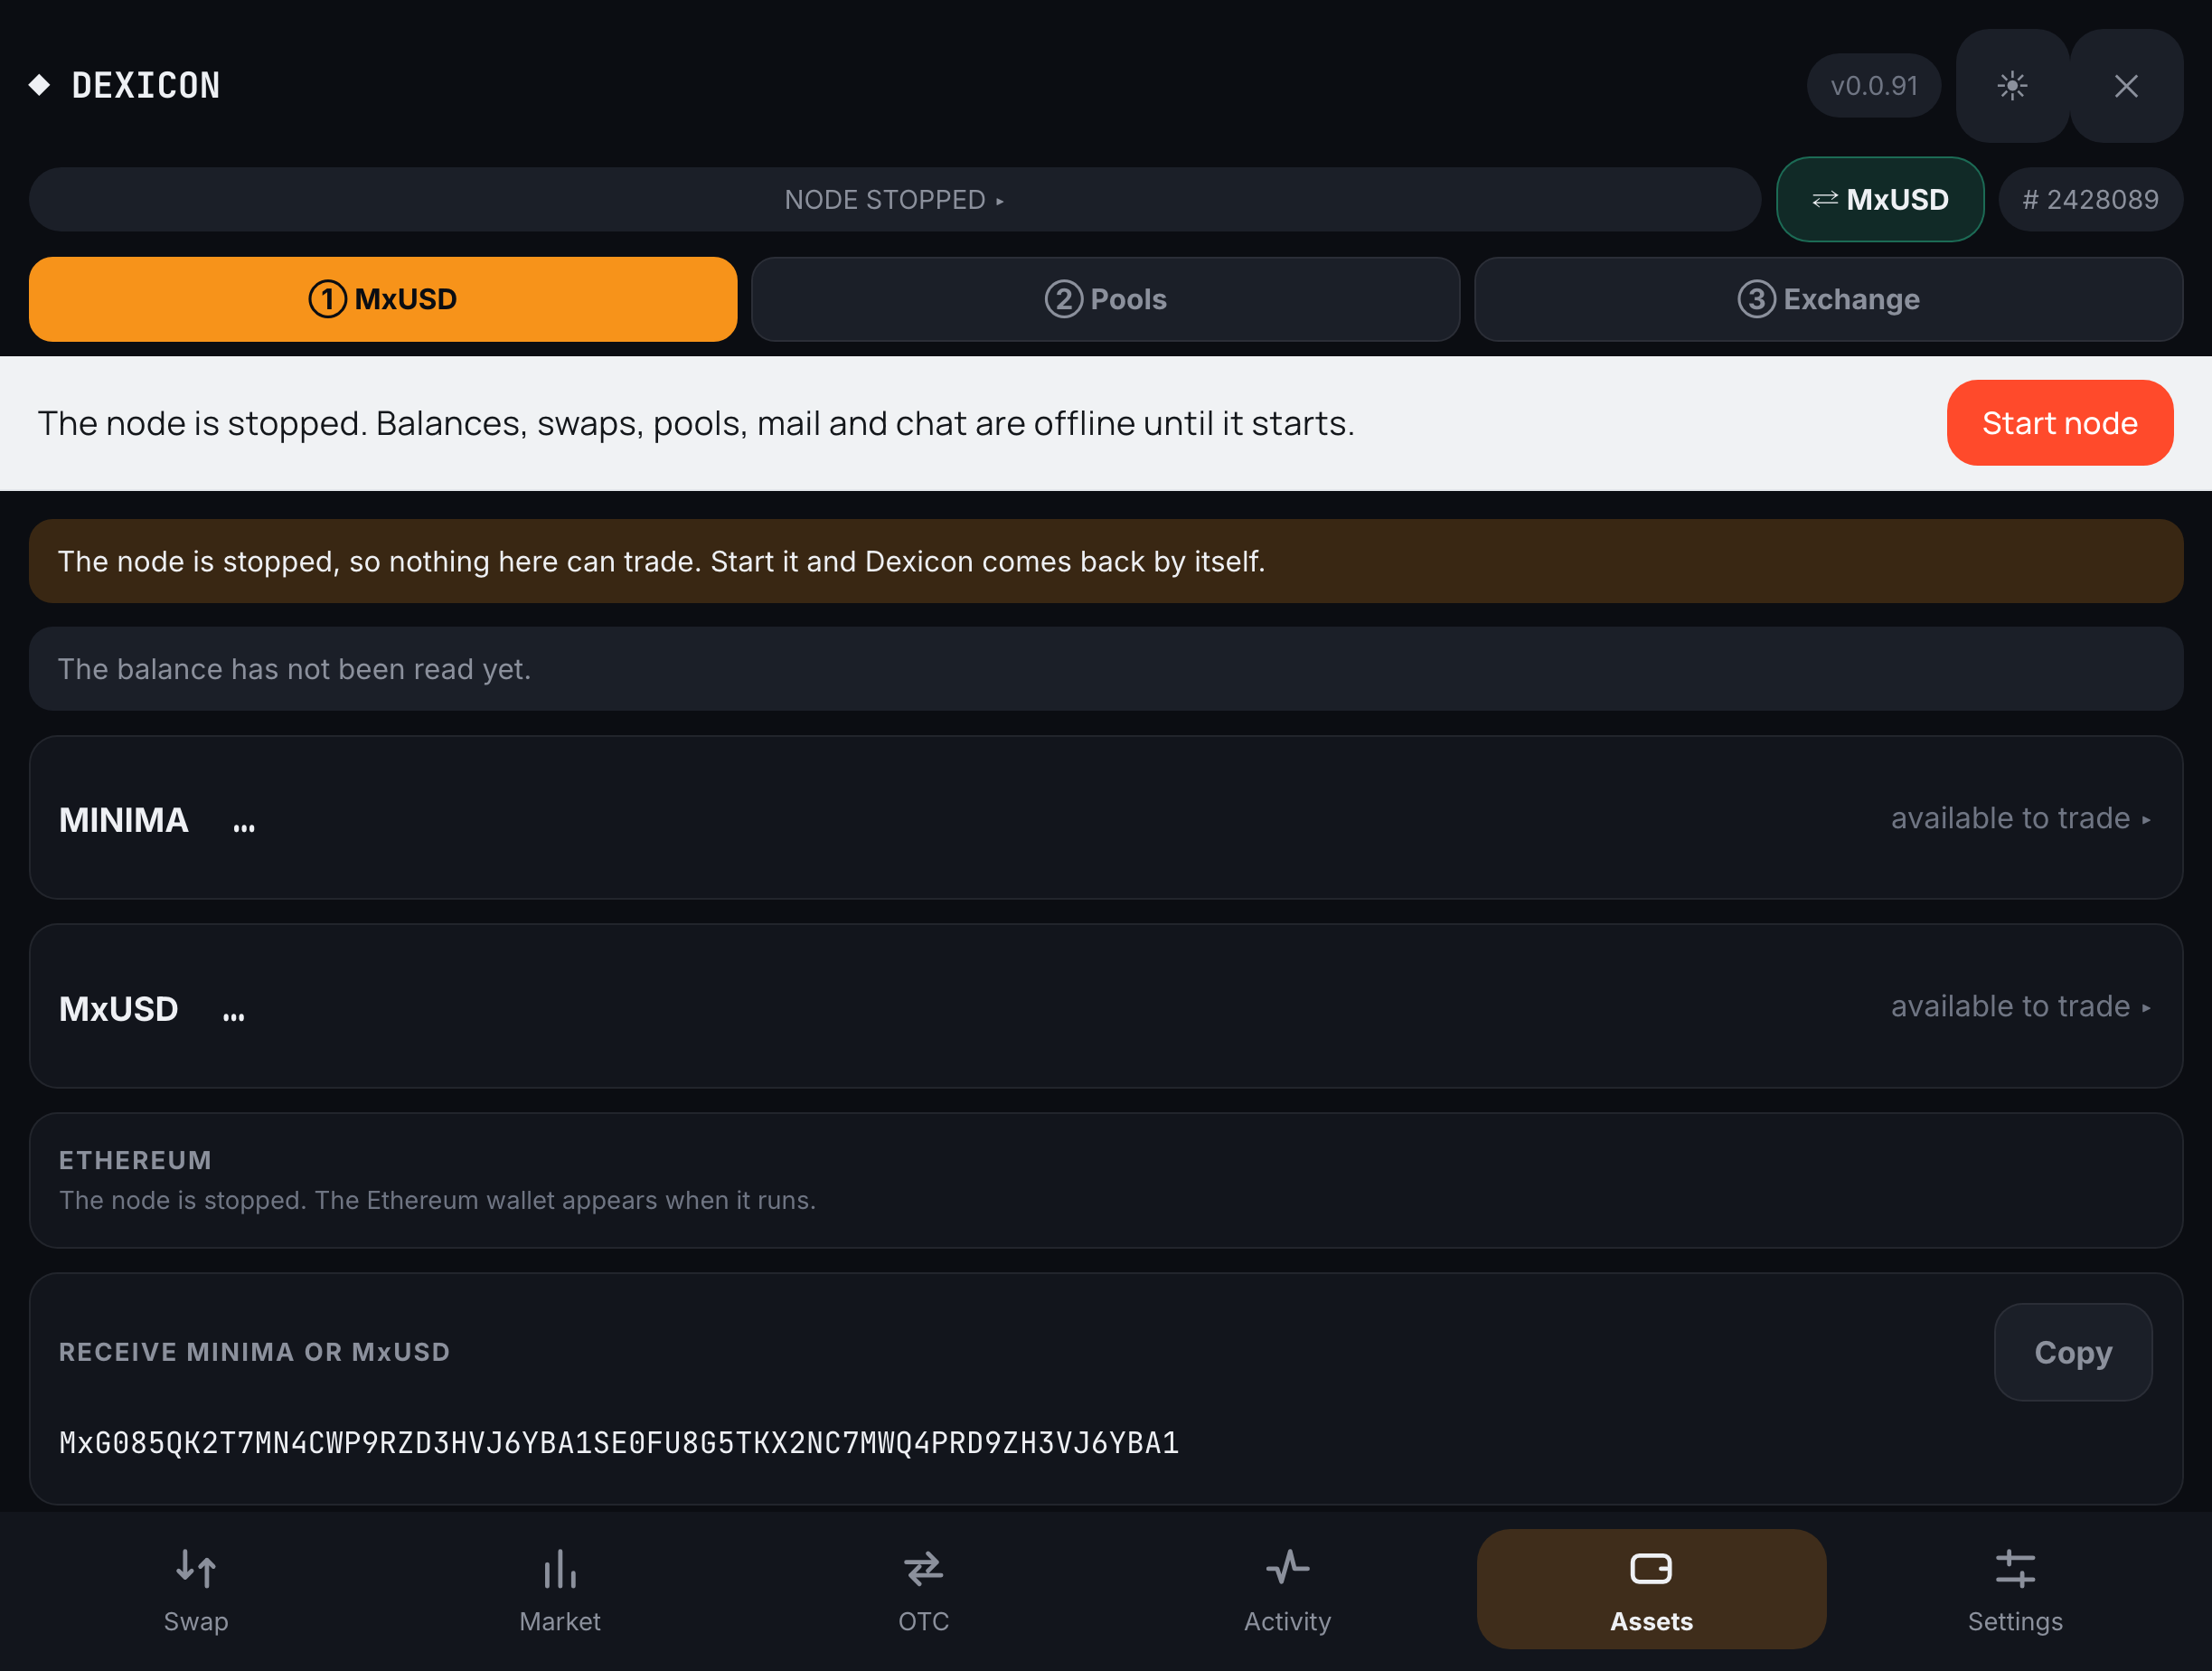 ◆ DEXICON
v0.0.91
NODE STOPPED ▸
⇄ MxUSD
# 2428089
① MxUSD
② Pools
③ Exchange
The node is stopped. Balances, swaps, pools, mail and chat are offline until it starts.
Start node
The node is stopped, so nothing here can trade. Start it and Dexicon comes back by itself.
The balance has not been read yet.
MINIMA …
available to trade ▸
MxUSD …
available to trade ▸
ETHEREUM
The node is stopped. The Ethereum wallet appears when it runs.
RECEIVE MINIMA OR MxUSD
Copy
MxG085QK2T7MN4CWP9RZD3HVJ6YBA1SE0FU8G5TKX2NC7MWQ4PRD9ZH3VJ6YBA1
Swap
Market
OTC
Activity
Assets
Settings